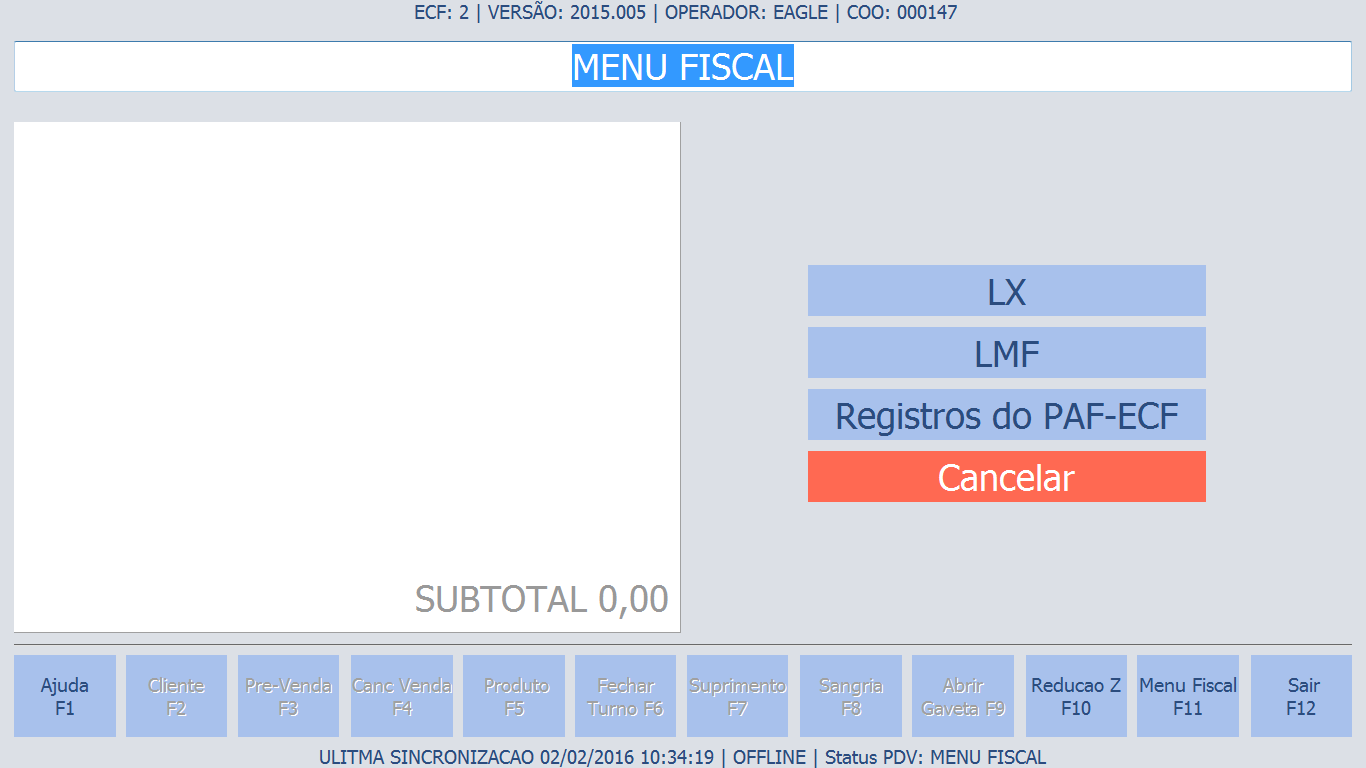 ECF: 2 | VERSÃO: 2015.005 | OPERADOR: EAGLE | COO: 000147
MENU FISCAL
SUBTOTAL 0,00
LX
LMF
Registros do PAF-ECF
Cancelar
Ajuda
F1
Cliente
F2
Pre-Venda
F3
Canc Venda
F4
Produto
F5
Fechar
Turno F6
Suprimento
F7
Sangria
F8
Abrir
Gaveta F9
Reducao Z
F10
Menu Fiscal
F11
Sair
F12
ULITMA SINCRONIZACAO 02/02/2016 10:34:19 | OFFLINE | Status PDV: MENU FISCAL